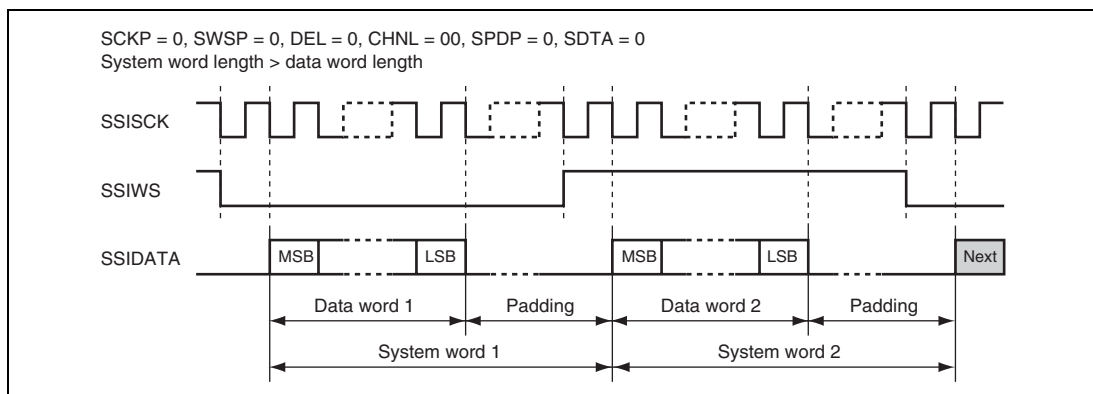 SCKP = 0, SWSP = 0, DEL = 0, CHNL = 00, SPDP = 0, SDTA = 0
System word length > data word length
SSISCK
SSIWS
SSIDATA
MSB
LSB
MSB
LSB
Next
Data word 1
Padding
Data word 2
Padding
System word 1
System word 2